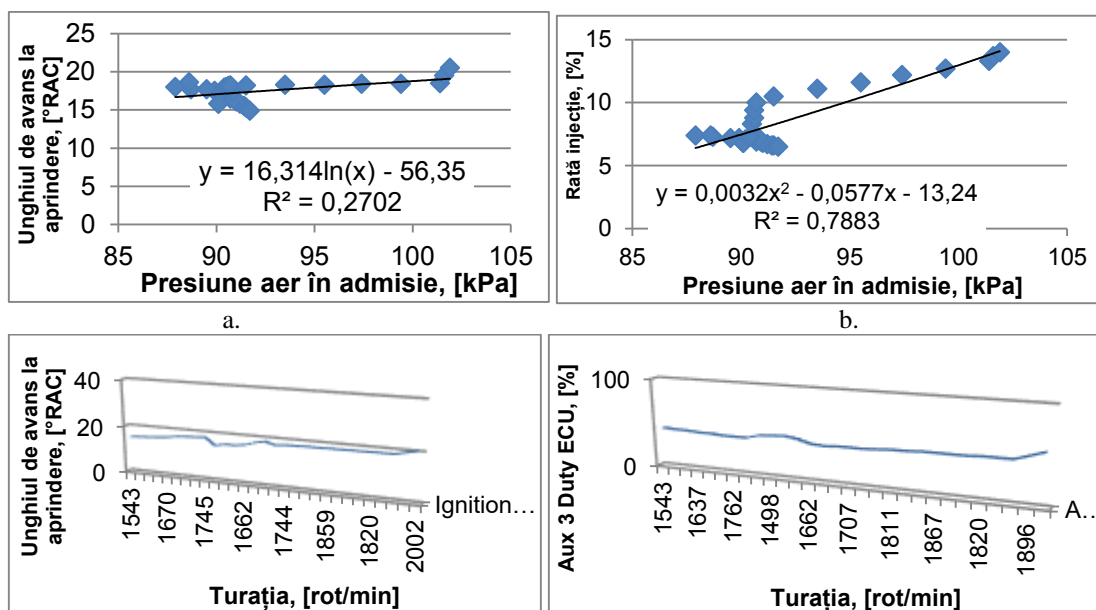 Unghiul de avans la
aprindere, [°RAC]
25
20
15
10
5
0
y = 16,314ln(x) - 56,35
R² = 0,2702
85 90 95 100 105
Presiune aer în admisie, [kPa]
a.
Rată injecție, [%]
15
10
5
0
y = 0,0032x² - 0,0577x - 13,24
R² = 0,7883
85 90 95 100 105
Presiune aer în admisie, [kPa]
b.
Unghiul de avans la
aprindere, [°RAC]
40
20
0
1543 1670 1745 1662 1744 1859 1820 2002
Ignition…
Turația, [rot/min]
Aux 3 Duty ECU, [%]
100
0
1543 1637 1762 1498 1662 1707 1811 1867 1820 1896
A…
Turația, [rot/min]